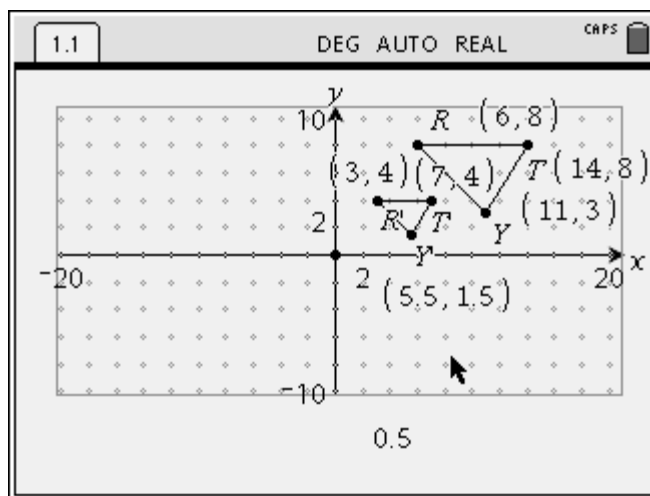 1.1 DEG AUTO REAL CAPS
y
10 R (6,8)
(3,4) (7,4) T (14,8)
2 R' T' Y (11,3)
Y'
-20 2 20 x
(5.5,1.5)
-10
0.5